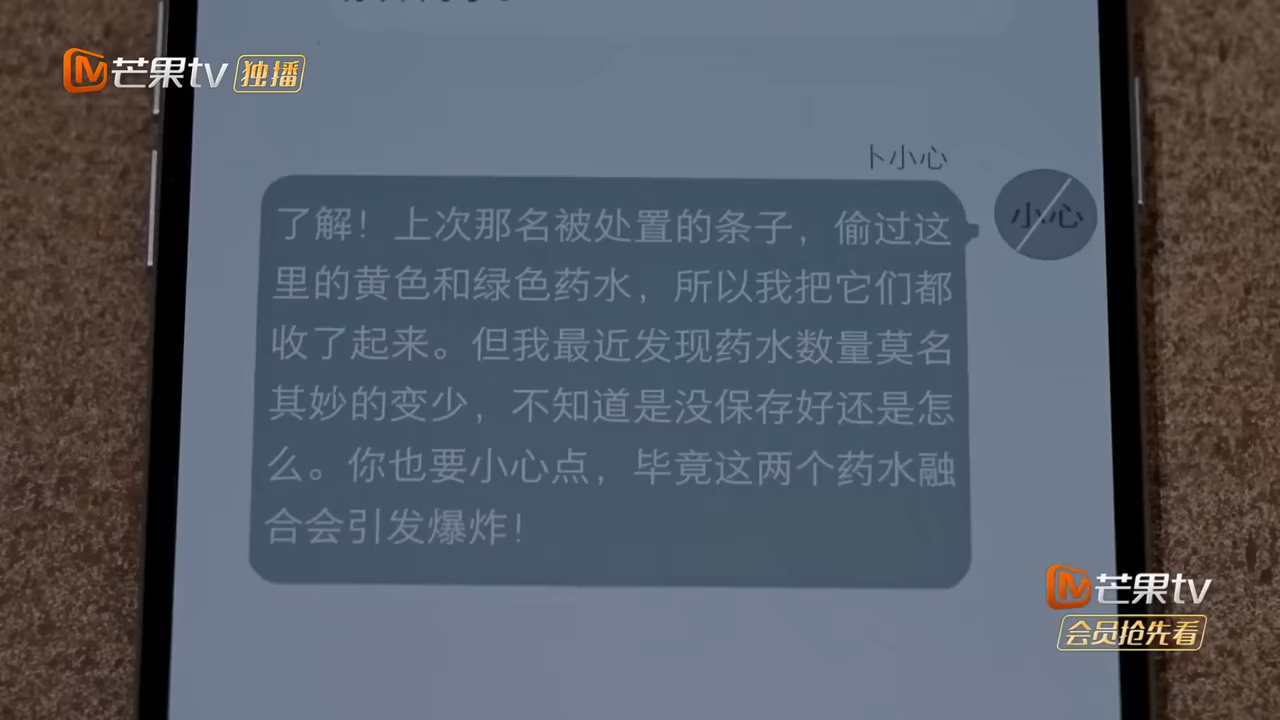 芒果tv 独播
卜小心
小心
了解！上次那名被处置的条子，偷过这
里的黄色和绿色药水，所以我把它们都
收了起来。但我最近发现药水数量莫名
其妙的变少，不知道是没保存好还是怎
么。你也要小心点，毕竟这两个药水融
合会引发爆炸！
芒果tv
会员抢先看